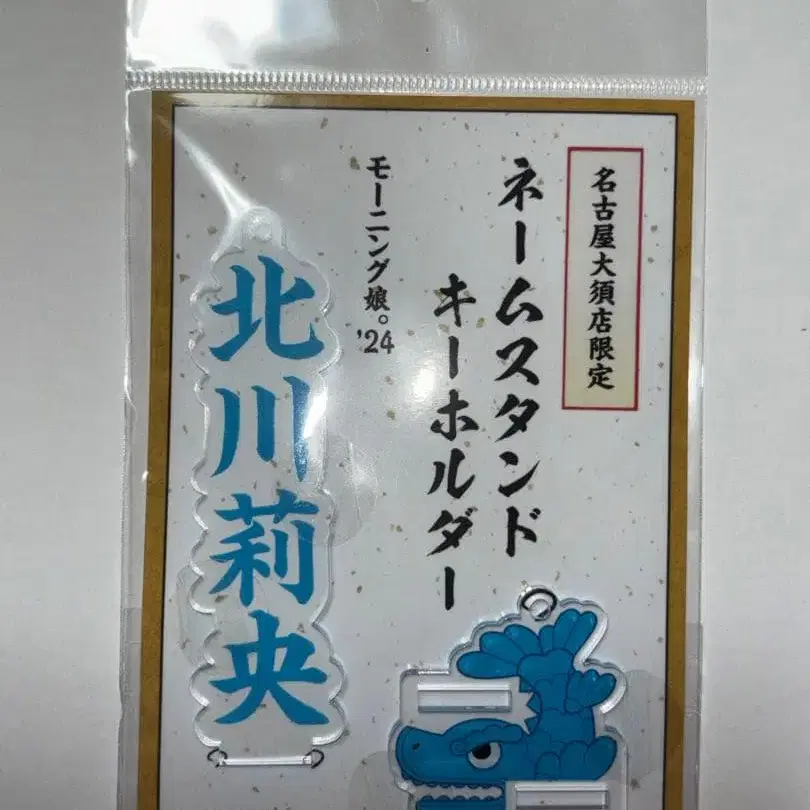 名古屋大須店限定
ネームスタンド
キーホルダー
モーニング娘。'24
北川莉央